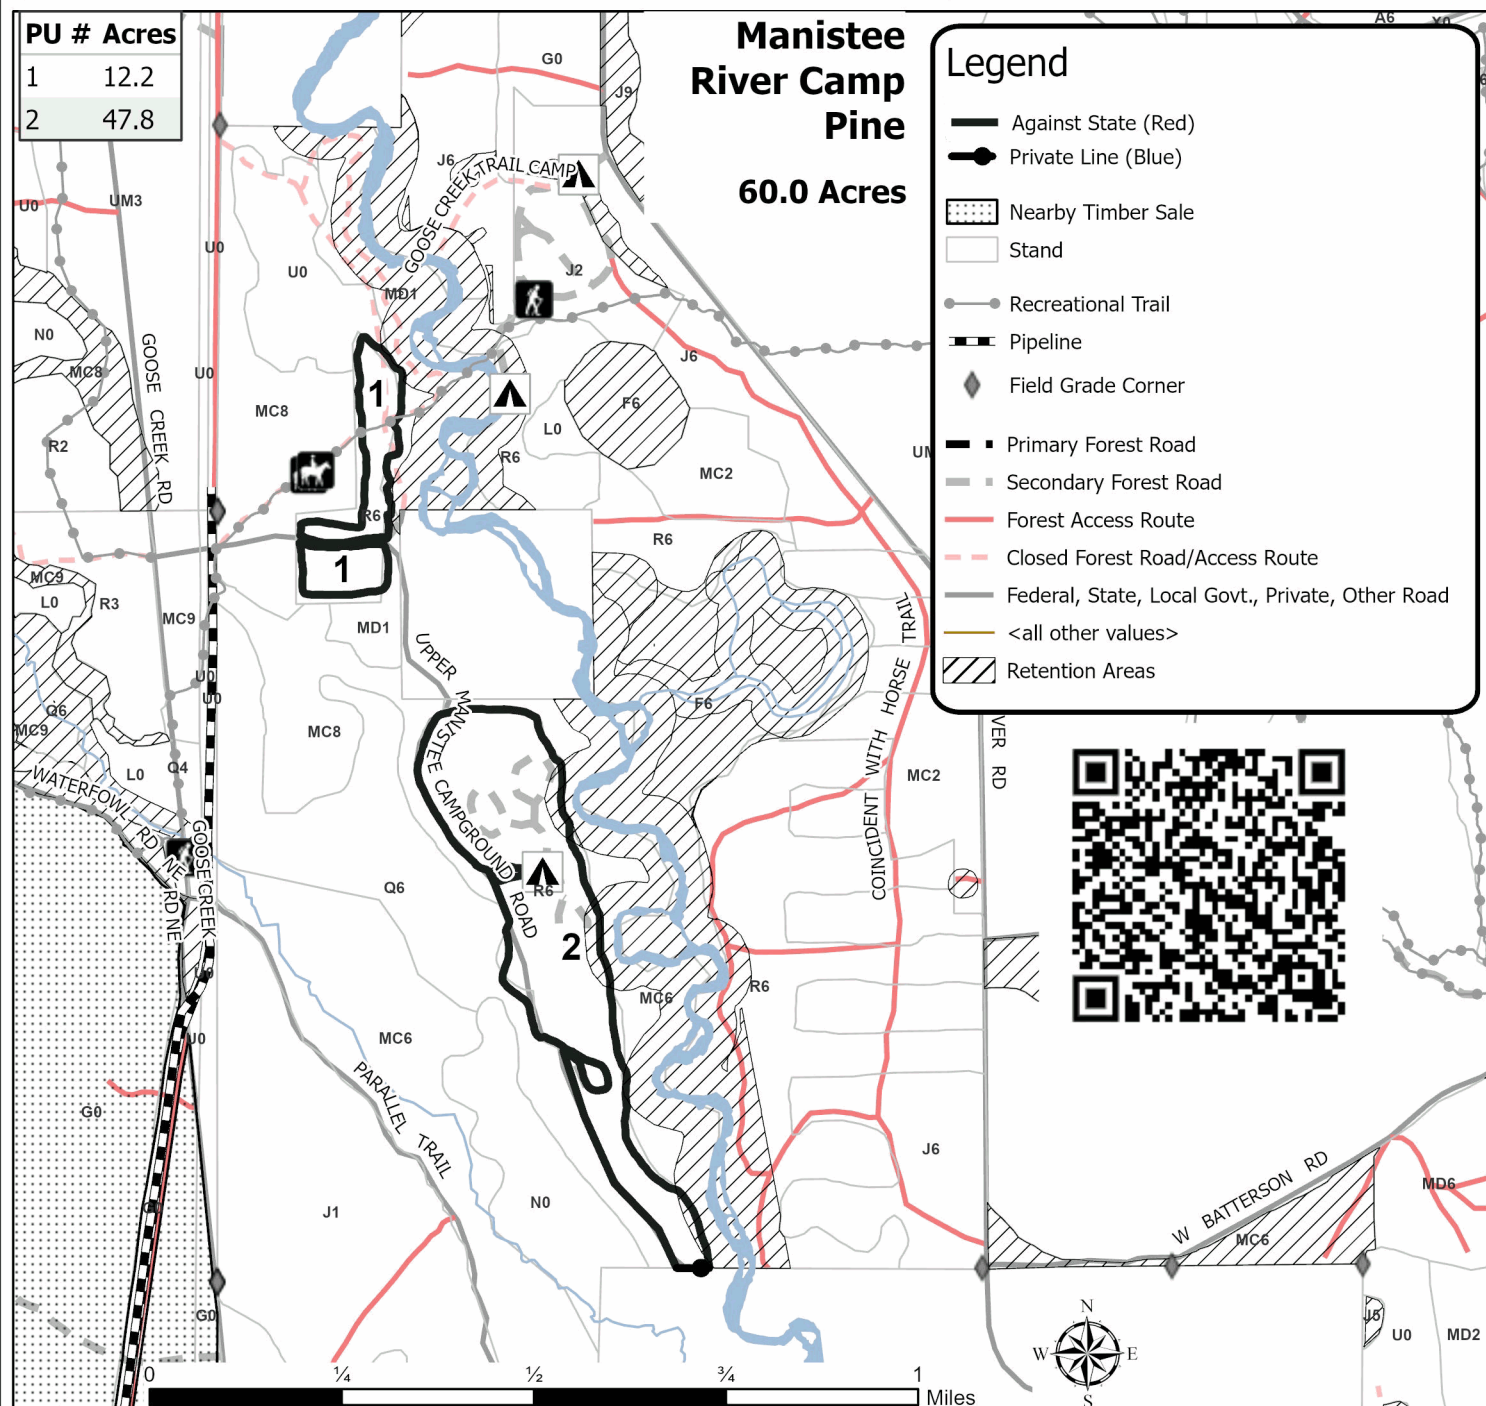 PU # Acres
1 12.2
2 47.8
Manistee
River Camp
Pine
60.0 Acres
Legend
Against State (Red)
Private Line (Blue)
Nearby Timber Sale
Stand
Recreational Trail
Pipeline
Field Grade Corner
Primary Forest Road
Secondary Forest Road
Forest Access Route
Closed Forest Road/Access Route
Federal, State, Local Govt., Private, Other Road
<all other values>
Retention Areas
A6
G0
J9
J6
GOOSE CREEK TRAIL CAMP
UM3
U0
U0
U0
J2
MD1
N0
MC8
GOOSE CREEK RD
U0
J6
1
MC8
F6
L0
R2
R6
MC2
R6
R6
1
MC9
L0
R3
MC9
MD1
UPPER MANISTEE CAMPGROUND ROAD
COINCIDENT WITH HORSE TRAIL
U0
U0
Q6
MC9
MC8
F6
VER RD
L0
Q4
MC2
WATERFOWL RD NE
GOOSE CREEK
RD NE
Q6
R6
2
MC6
R6
U0
MC6
PARALLEL TRAIL
G0
J6
J1
N0
W BATTERSON RD
MD6
MC6
G0
J5
U0
MD2
N
W E
S
0 ¼ ½ ¾ 1
Miles